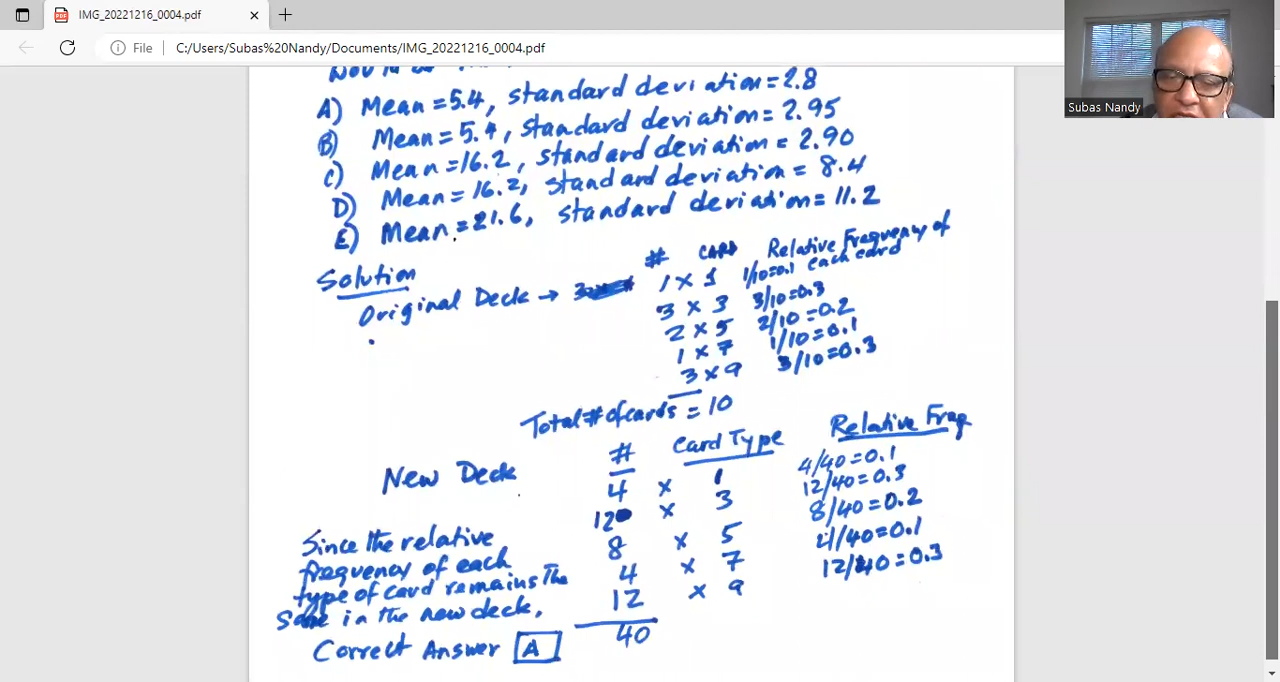 IMG_20221216_0004.pdf
File C:/Users/Subas%20Nandy/Documents/IMG_20221216_0004.pdf
Subas Nandy
A) Mean = 5.4, standard deviation = 2.8
B) Mean = 5.4, standard deviation = 2.95
C) Mean = 16.2, standard deviation = 2.90
D) Mean = 16.2, standard deviation = 8.4
E) Mean = 21.6, standard deviation = 11.2
Solution
Original Deck →
# CARD Relative Frequency of each card
1 x 1 1/10=0.1
3 x 3 3/10=0.3
2 x 5 2/10=0.2
1 x 7 1/10=0.1
3 x 9 3/10=0.3
Total # of cards = 10
New Deck
# Card Type Relative Freq
4 x 1 4/40=0.1
12 x 3 12/40=0.3
8 x 5 8/40=0.2
4 x 7 4/40=0.1
12 x 9 12/40=0.3
40
Since the relative
frequency of each
type of card remains the
same in the new deck.
Correct Answer A